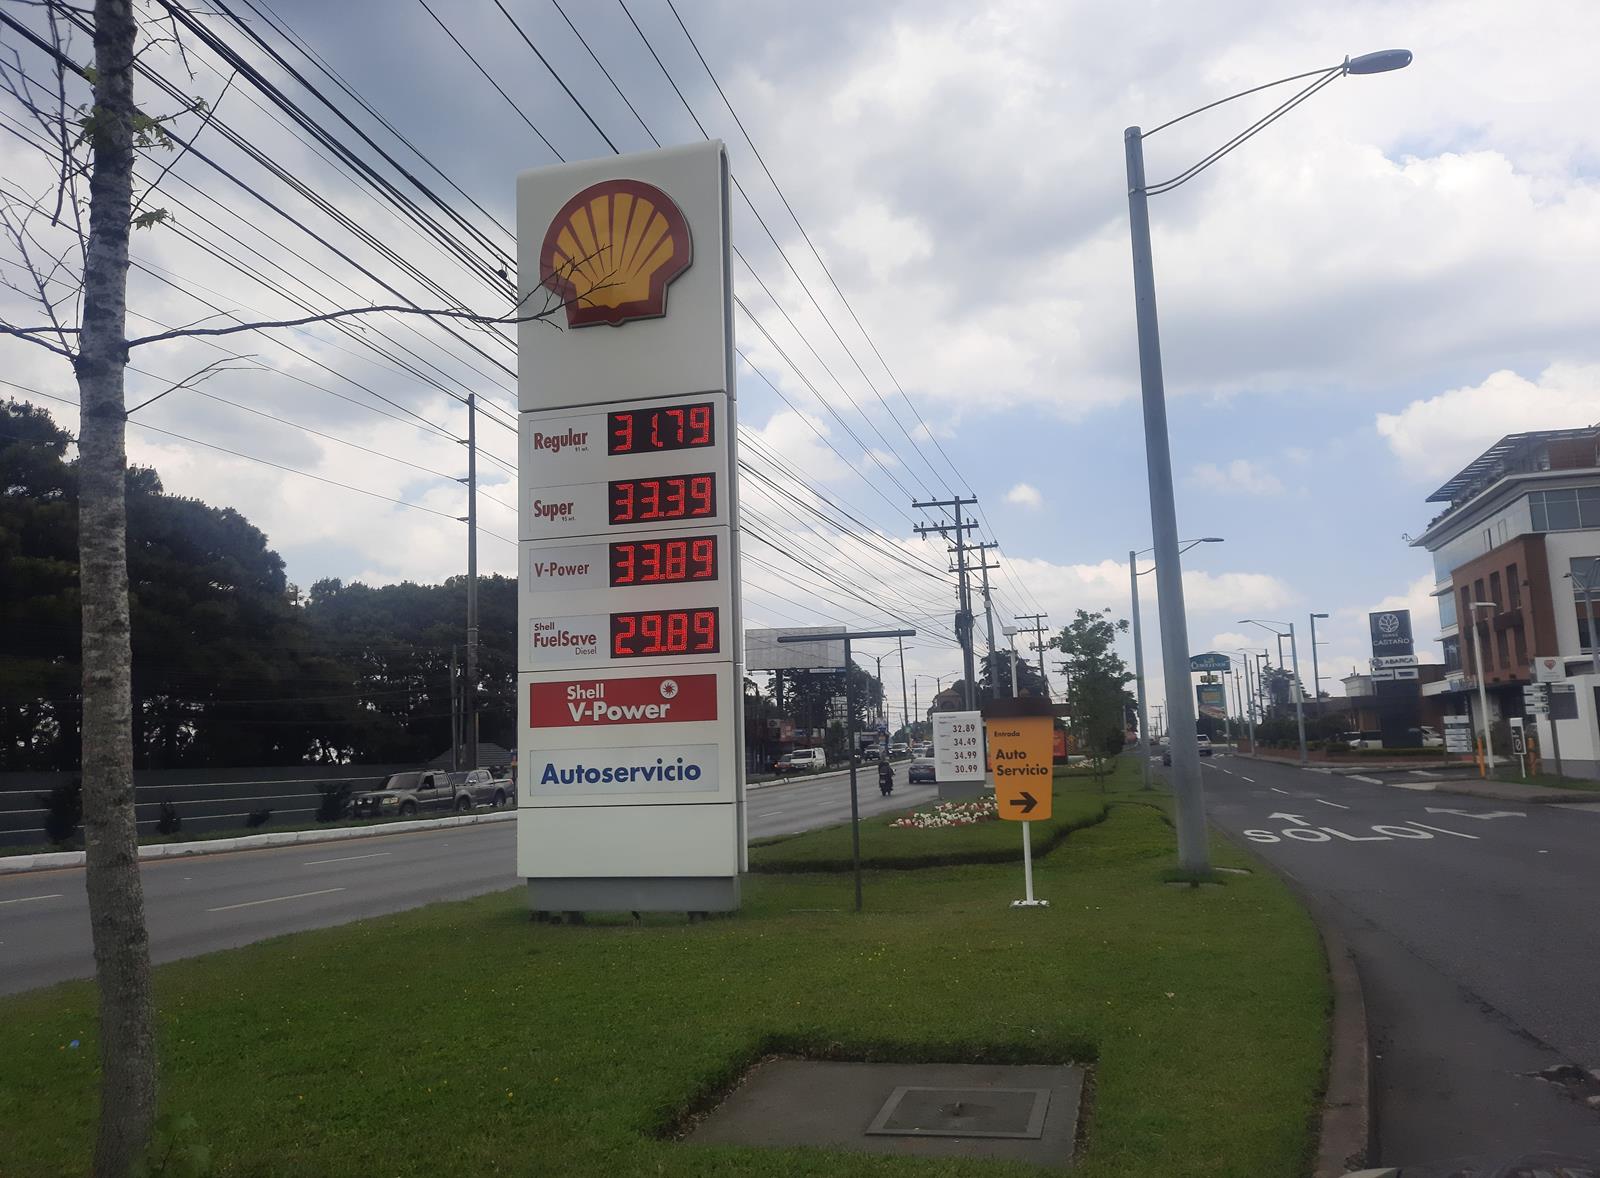 Regular 31.79
Super 33.39
V-Power 33.89
Shell
FuelSave 29.89
Diesel
Shell
V-Power
Autoservicio
32.89
34.49
34.99
30.99
Entrada
Auto
Servicio
SOLO
CASTAÑO
ABARCA